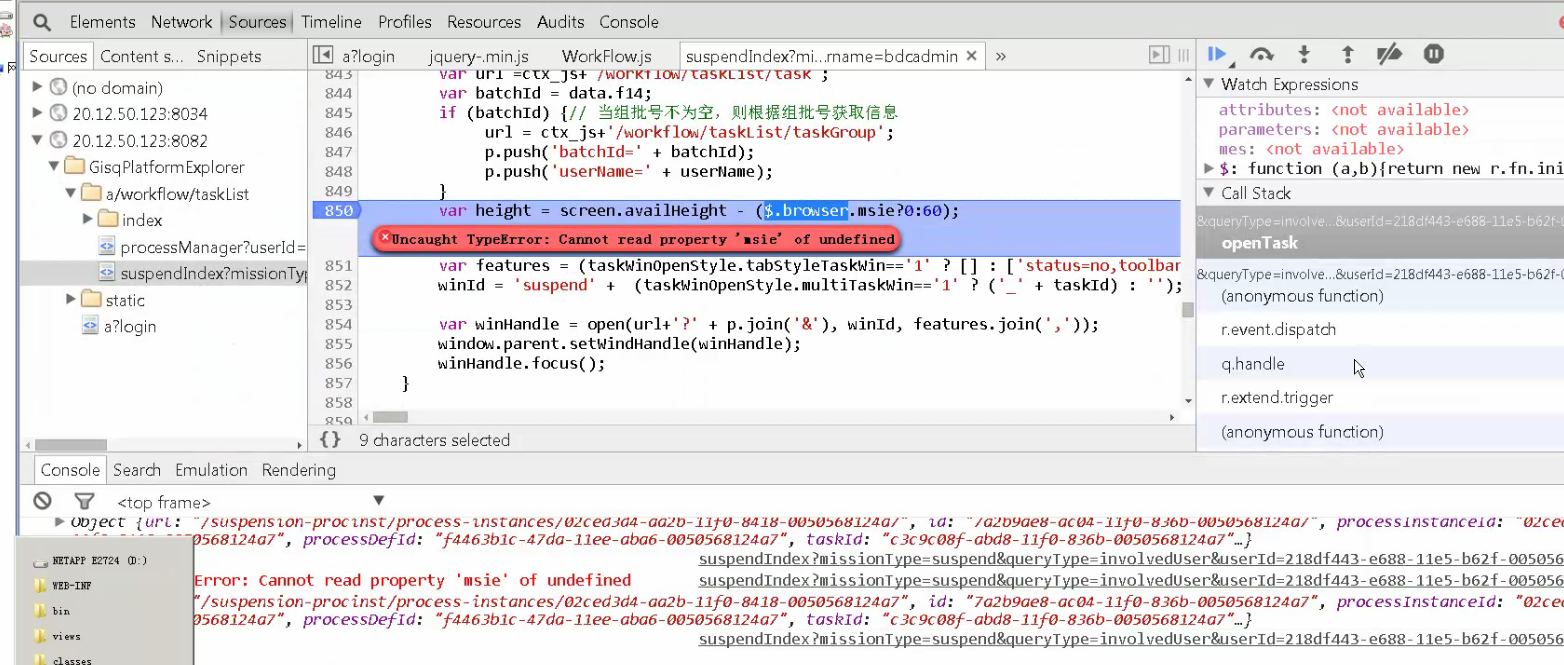 Elements Network Sources Timeline Profiles Resources Audits Console
Sources Content s... Snippets
a?login jquery-.min.js WorkFlow.js suspendIndex?mi...rname=bdcadmin × »
(no domain)
20.12.50.123:8034
20.12.50.123:8082
GisqPlatformExplorer
a/workflow/taskList
index
processManager?userId=
suspendIndex?missionTyp
static
a?login
843 var url =ctx_js+'/workflow/taskList/task';
844 var batchId = data.f14;
845 if (batchId) {// 当组批号不为空，则根据组批号获取信息
846 url = ctx_js+'/workflow/taskList/taskGroup';
847 p.push('batchId=' + batchId);
848 p.push('userName=' + userName);
849 }
850 var height = screen.availHeight - ($.browser.msie?0:60);
Uncaught TypeError: Cannot read property 'msie' of undefined
851 var features = (taskWinOpenStyle.tabStyleTaskWin=='1' ? [] : ['status=no,toolbar
852 winId = 'suspend' + (taskWinOpenStyle.multiTaskWin=='1' ? ('_' + taskId) : '');
853
854 var winHandle = open(url+'?' + p.join('&'), winId, features.join(','));
855 window.parent.setWindHandle(winHandle);
856 winHandle.focus();
857 }
858
859
{} 9 characters selected
Watch Expressions
attributes: <not available>
parameters: <not available>
mes: <not available>
$: function (a,b){return new r.fn.ini
Call Stack
&queryType=involve...&userId=218df443-e688-11e5-b62f-0
openTask
&queryType=involve...&userId=218df443-e688-11e5-b62f-0
(anonymous function)
r.event.dispatch
q.handle
r.extend.trigger
(anonymous function)
Console Search Emulation Rendering
<top frame>
Object {url: "/suspension-procinst/process-instances/02ced3d4-aa2b-11f0-8418-0050568124a7", id: "7a2b9ae8-ac04-11f0-836b-0050568124a7", processInstanceId: "02ce
0f0-836b-0050568124a7", processDefId: "f4463b1c-47da-11ee-aba6-0050568124a7", taskId: "c3c9c08f-abd8-11f0-836b-0050568124a7"…}
suspendIndex?missionType=suspend&queryType=involvedUser&userId=218df443-e688-11e5-b62f-005056
Error: Cannot read property 'msie' of undefined
suspendIndex?missionType=suspend&queryType=involvedUser&userId=218df443-e688-11e5-b62f-005056
"/suspension-procinst/process-instances/02ced3d4-aa2b-11f0-8418-0050568124a7", id: "7a2b9ae8-ac04-11f0-836b-0050568124a7", processInstanceId: "02ce
0050568124a7", processDefId: "f4463b1c-47da-11ee-aba6-0050568124a7", taskId: "c3c9c08f-abd8-11f0-836b-0050568124a7"…}
suspendIndex?missionType=suspend&queryType=involvedUser&userId=218df443-e688-11e5-b62f-005056
NETAPP E2724 (D:)
WEB-INF
bin
views
classes